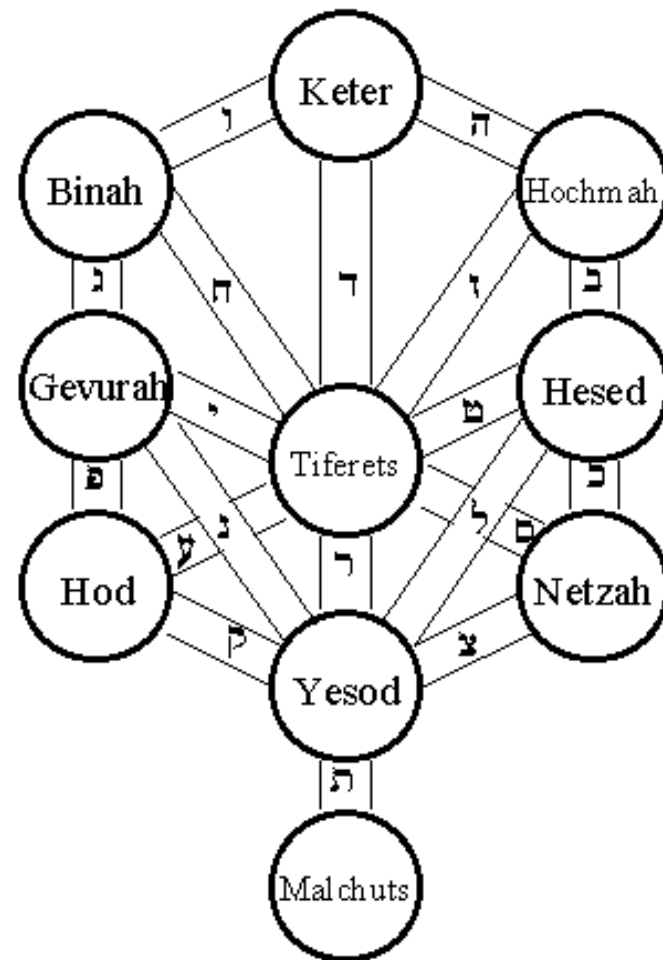 Keter
ו
ה
Binah
Hochmah
ג
ח
ד
ז
ב
Gevurah
Hesed
י
ט
Tiferets
פ
כ
ע
נ
ל
ם
ר
Hod
Netzah
ק
צ
Yesod
ת
Malchuts